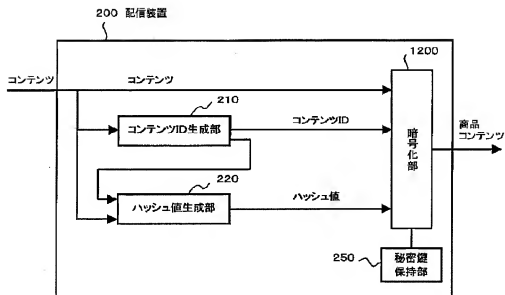 200 配信装置
1200
コンテンツ
コンテンツ
210
コンテンツID生成部
コンテンツID
暗号化部
商品
コンテンツ
220
ハッシュ値生成部
ハッシュ値
250
秘密鍵
保持部